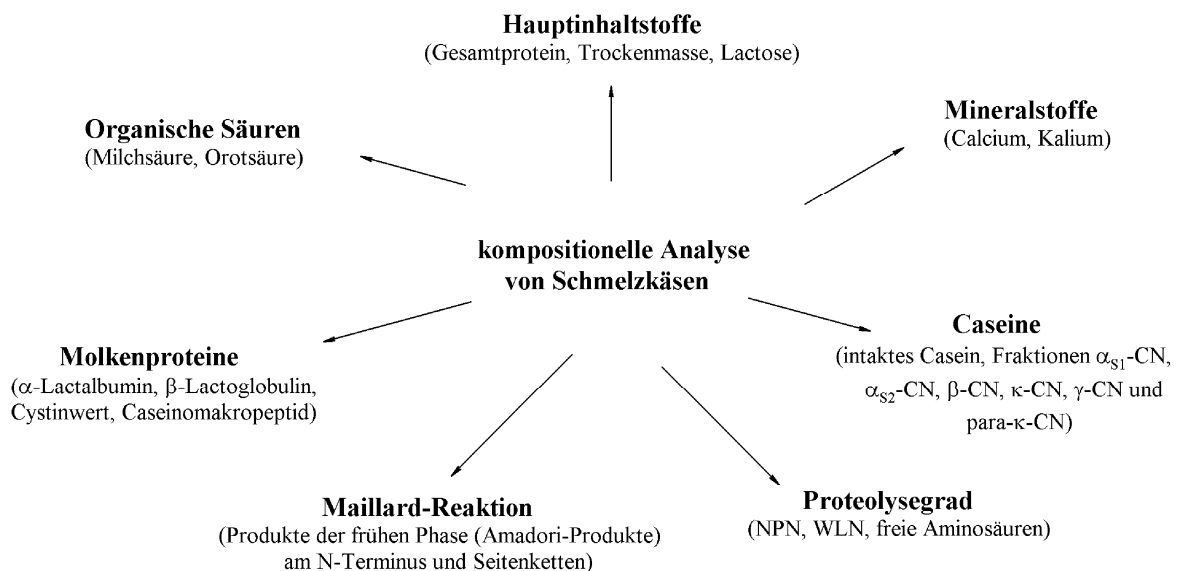 Hauptinhaltstoffe
(Gesamtprotein, Trockenmasse, Lactose)
Organische Säuren
(Milchsäure, Orotsäure)
Mineralstoffe
(Calcium, Kalium)
kompositionelle Analyse
von Schmelzkäsen
Molkenproteine
(α-Lactalbumin, β-Lactoglobulin,
Cystinwert, Caseinomakropeptid)
Caseine
(intaktes Casein, Fraktionen αS1-CN,
αS2-CN, β-CN, κ-CN, γ-CN und
para-κ-CN)
Maillard-Reaktion
(Produkte der frühen Phase (Amadori-Produkte)
am N-Terminus und Seitenketten)
Proteolysegrad
(NPN, WLN, freie Aminosäuren)